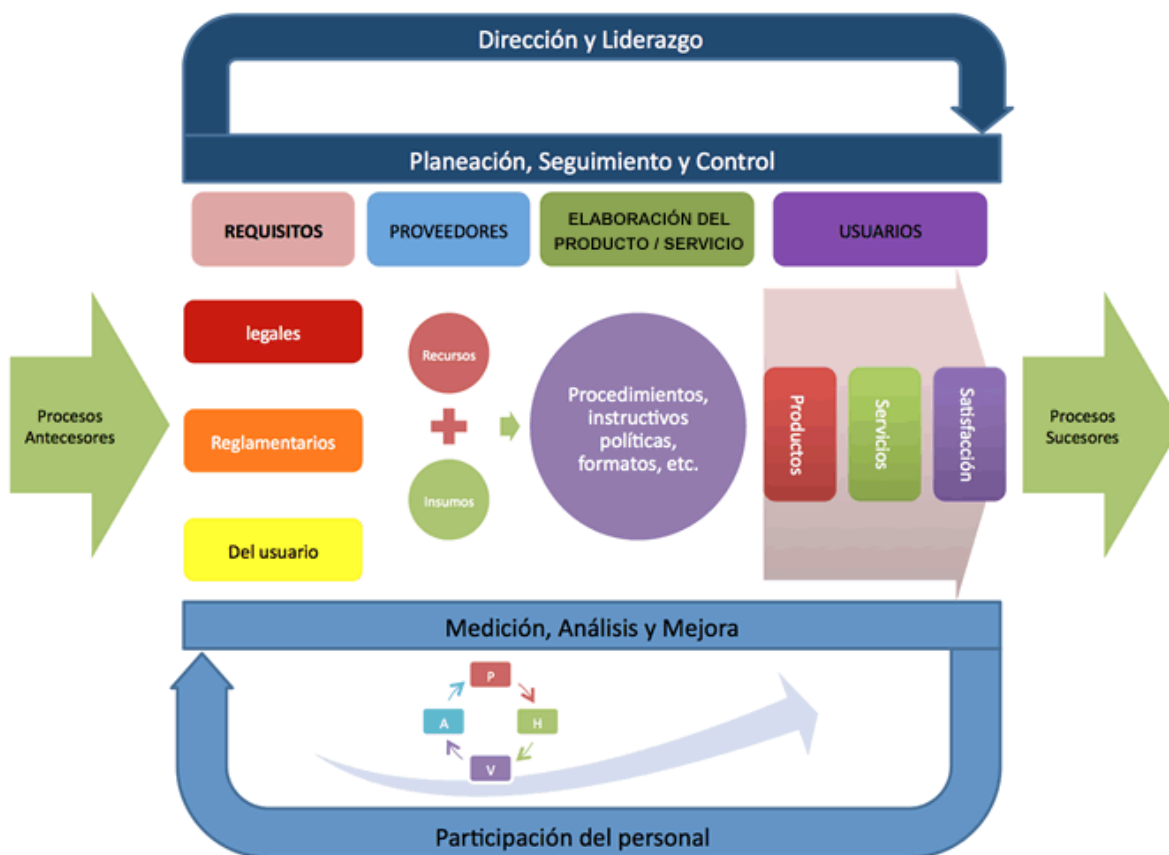 Dirección y Liderazgo
Planeación, Seguimiento y Control
REQUISITOS
PROVEEDORES
ELABORACIÓN DEL
PRODUCTO / SERVICIO
USUARIOS
Procesos
Antecesores
legales
Reglamentarios
Del usuario
Recursos
Insumos
Procedimientos,
instructivos
políticas,
formatos, etc.
Productos
Servicios
Satisfacción
Procesos
Sucesores
Medición, Análisis y Mejora
P
H
V
A
Participación del personal